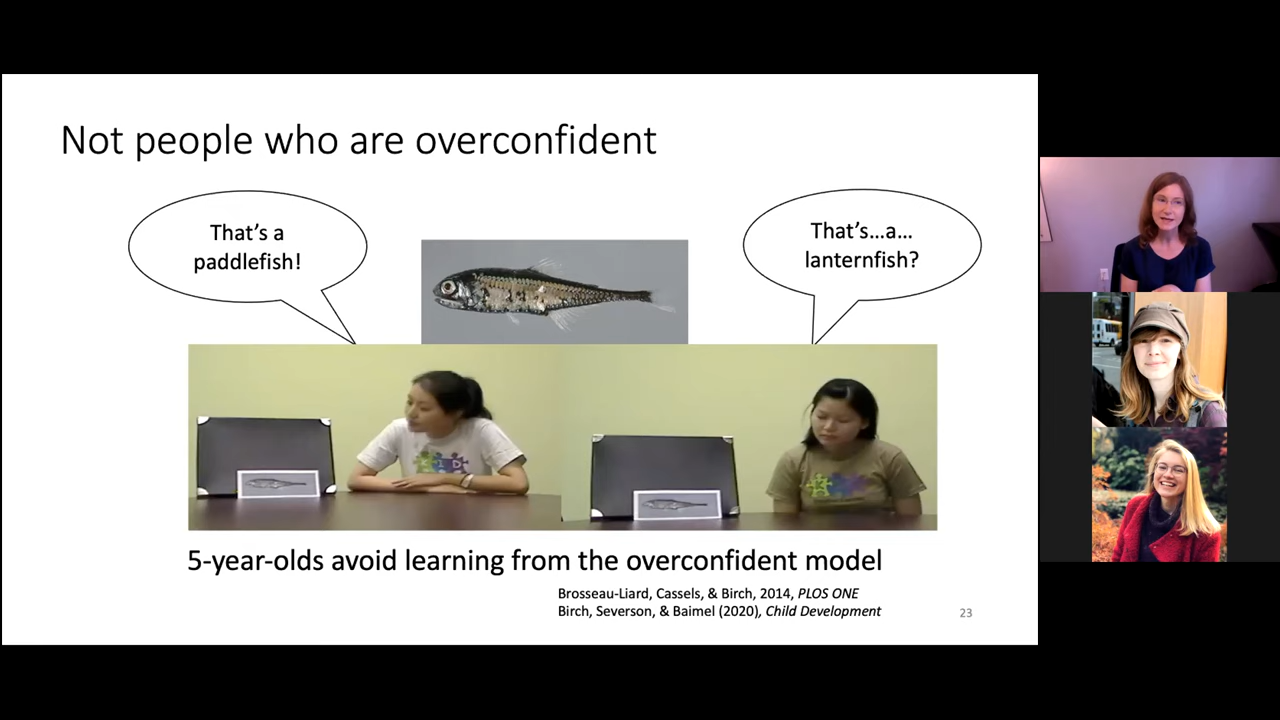 Not people who are overconfident
That's a
paddlefish!
That's...a...
lanternfish?
5-year-olds avoid learning from the overconfident model
Brosseau-Liard, Cassels, & Birch, 2014, PLOS ONE
Birch, Severson, & Baimel (2020), Child Development
23